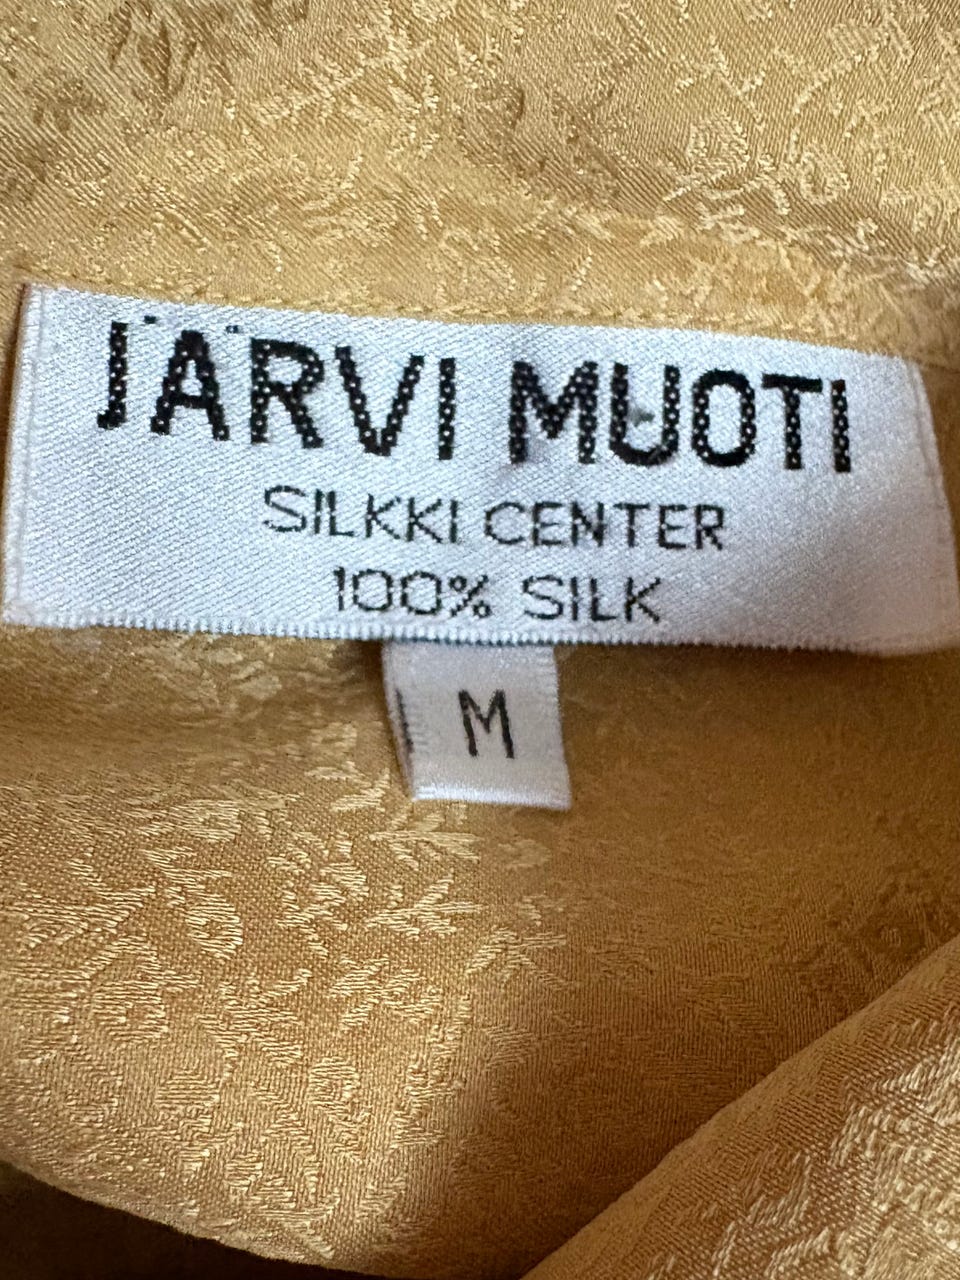 JÄRVI MUOTI
SILKKI CENTER
100% SILK
M